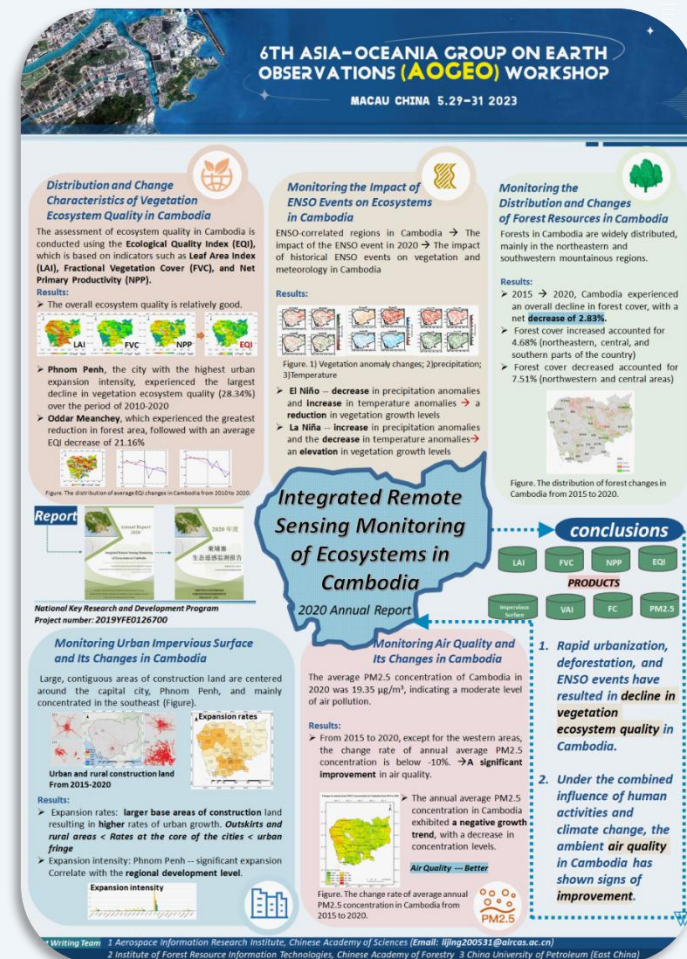 6TH ASIA-OCEANIA GROUP ON EARTH
OBSERVATIONS (AOGEO) WORKSHOP
MACAU CHINA 5.29-31 2023
Distribution and Change
Characteristics of Vegetation
Ecosystem Quality in Cambodia
The assessment of ecosystem quality in Cambodia is
conducted using the Ecological Quality Index (EQI),
which is based on indicators such as Leaf Area Index
(LAI), Fractional Vegetation Cover (FVC), and Net
Primary Productivity (NPP).
Results:
➢ The overall ecosystem quality is relatively good.
LAI FVC NPP EQI
➢ Phnom Penh, the city with the highest urban
expansion intensity, experienced the largest
decline in vegetation ecosystem quality (28.34%)
over the period of 2010-2020
➢ Oddar Meanchey, which experienced the greatest
reduction in forest area, followed with an average
EQI decrease of 21.16%
Figure. The distribution of average EQI changes in Cambodia from 2010 to 2020.
Monitoring the Impact of
ENSO Events on Ecosystems
in Cambodia
ENSO-correlated regions in Cambodia → The
impact of the ENSO event in 2020 → The impact
of historical ENSO events on vegetation and
meteorology in Cambodia
Results:
Figure. 1) Vegetation anomaly changes; 2)precipitation;
3)Temperature
➢ El Niño -- decrease in precipitation anomalies
and increase in temperature anomalies → a
reduction in vegetation growth levels
➢ La Niña -- increase in precipitation anomalies
and the decrease in temperature anomalies→
an elevation in vegetation growth levels
Monitoring the
Distribution and Changes
of Forest Resources in Cambodia
Forests in Cambodia are widely distributed,
mainly in the northeastern and
southwestern mountainous regions.
Results:
➢ 2015 → 2020, Cambodia experienced
an overall decline in forest cover, with a
net decrease of 2.83%.
➢ Forest cover increased accounted for
4.68% (northeastern, central, and
southern parts of the country)
➢ Forest cover decreased accounted for
7.51% (northwestern and central areas)
Figure. The distribution of forest changes in
Cambodia from 2015 to 2020.
Report
Annual Report
2020
2020 年度
柬埔寨
生态遥感监测报告
National Key Research and Development Program
Project number: 2019YFE0126700
Integrated Remote
Sensing Monitoring
of Ecosystems in
Cambodia
2020 Annual Report
conclusions
LAI FVC NPP EQI
PRODUCTS
Impervious
Surface
VAI FC PM2.5
1. Rapid urbanization,
deforestation, and
ENSO events have
resulted in decline in
vegetation
ecosystem quality in
Cambodia.
2. Under the combined
influence of human
activities and
climate change, the
ambient air quality
in Cambodia has
shown signs of
improvement.
Monitoring Urban Impervious Surface
and Its Changes in Cambodia
Large, contiguous areas of construction land are centered
around the capital city, Phnom Penh, and mainly
concentrated in the southeast (Figure).
Expansion rates
Urban and rural construction land
From 2015-2020
Results:
➢ Expansion rates: larger base areas of construction land
resulting in higher rates of urban growth. Outskirts and
rural areas < Rates at the core of the cities < urban
fringe
➢ Expansion intensity: Phnom Penh -- significant expansion
Correlate with the regional development level.
Expansion intensity
Monitoring Air Quality and
Its Changes in Cambodia
The average PM2.5 concentration of Cambodia in
2020 was 19.35 μg/m³, indicating a moderate level
of air pollution.
Results:
➢ From 2015 to 2020, except for the western areas,
the change rate of annual average PM2.5
concentration is below -10%. →A significant
improvement in air quality.
➢ The annual average PM2.5
concentration in Cambodia
exhibited a negative growth
trend, with a decrease in
concentration levels.
Air Quality --- Better
Figure. The change rate of average annual
PM2.5 concentration in Cambodia from
2015 to 2020.
PM2.5
Writing Team 1 Aerospace Information Research Institute, Chinese Academy of Sciences (Email: lijing200531@aircas.ac.cn)
2 Institute of Forest Resource Information Technologies, Chinese Academy of Forestry 3 China University of Petroleum (East China)